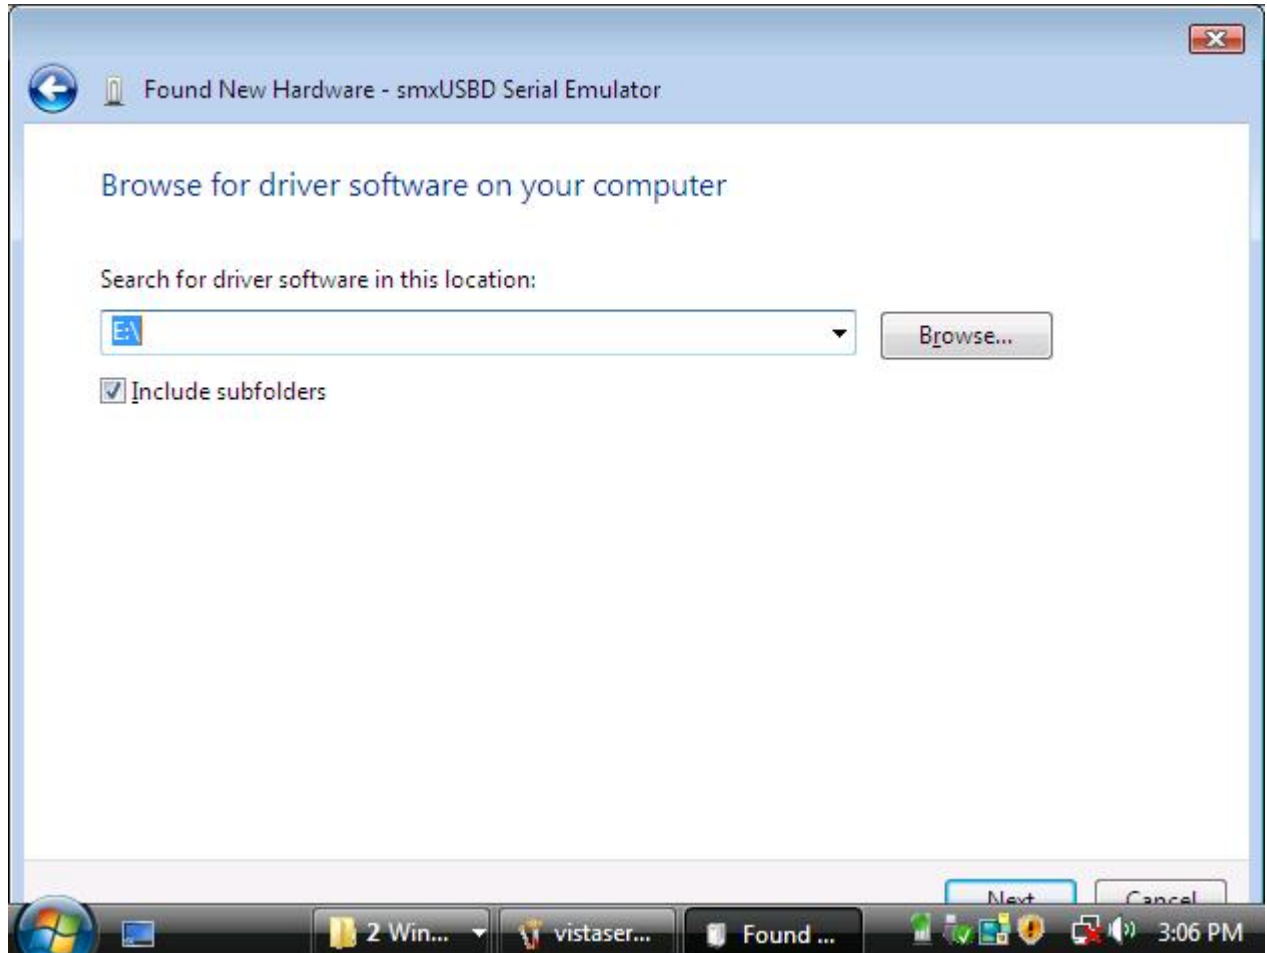 Found New Hardware - smxUSBD Serial Emulator
Browse for driver software on your computer
Search for driver software in this location:
E:\
Browse...
Include subfolders
Next
Cancel
2 Win...
vistaser...
Found ...
3:06 PM